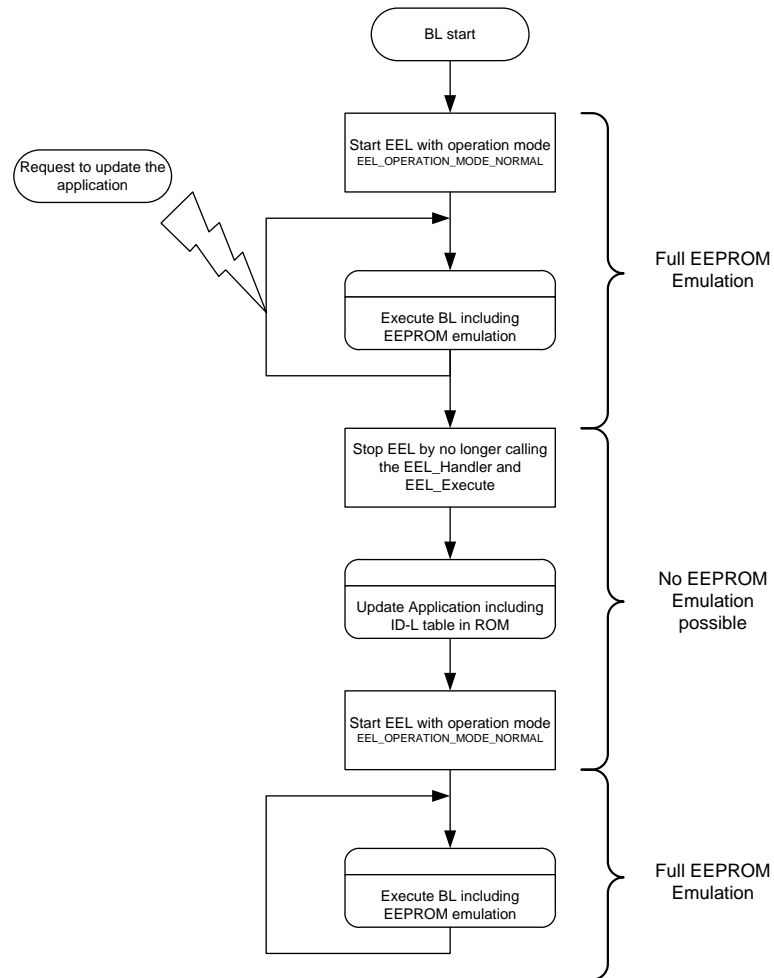 BL start
Start EEL with operation mode
EEL_OPERATION_MODE_NORMAL
Request to update the
application
Full EEPROM
Emulation
Execute BL including
EEPROM emulation
Stop EEL by no longer calling
the EEL_Handler and
EEL_Execute
No EEPROM
Emulation
possible
Update Application including
ID-L table in ROM
Start EEL with operation mode
EEL_OPERATION_MODE_NORMAL
Full EEPROM
Emulation
Execute BL including
EEPROM emulation